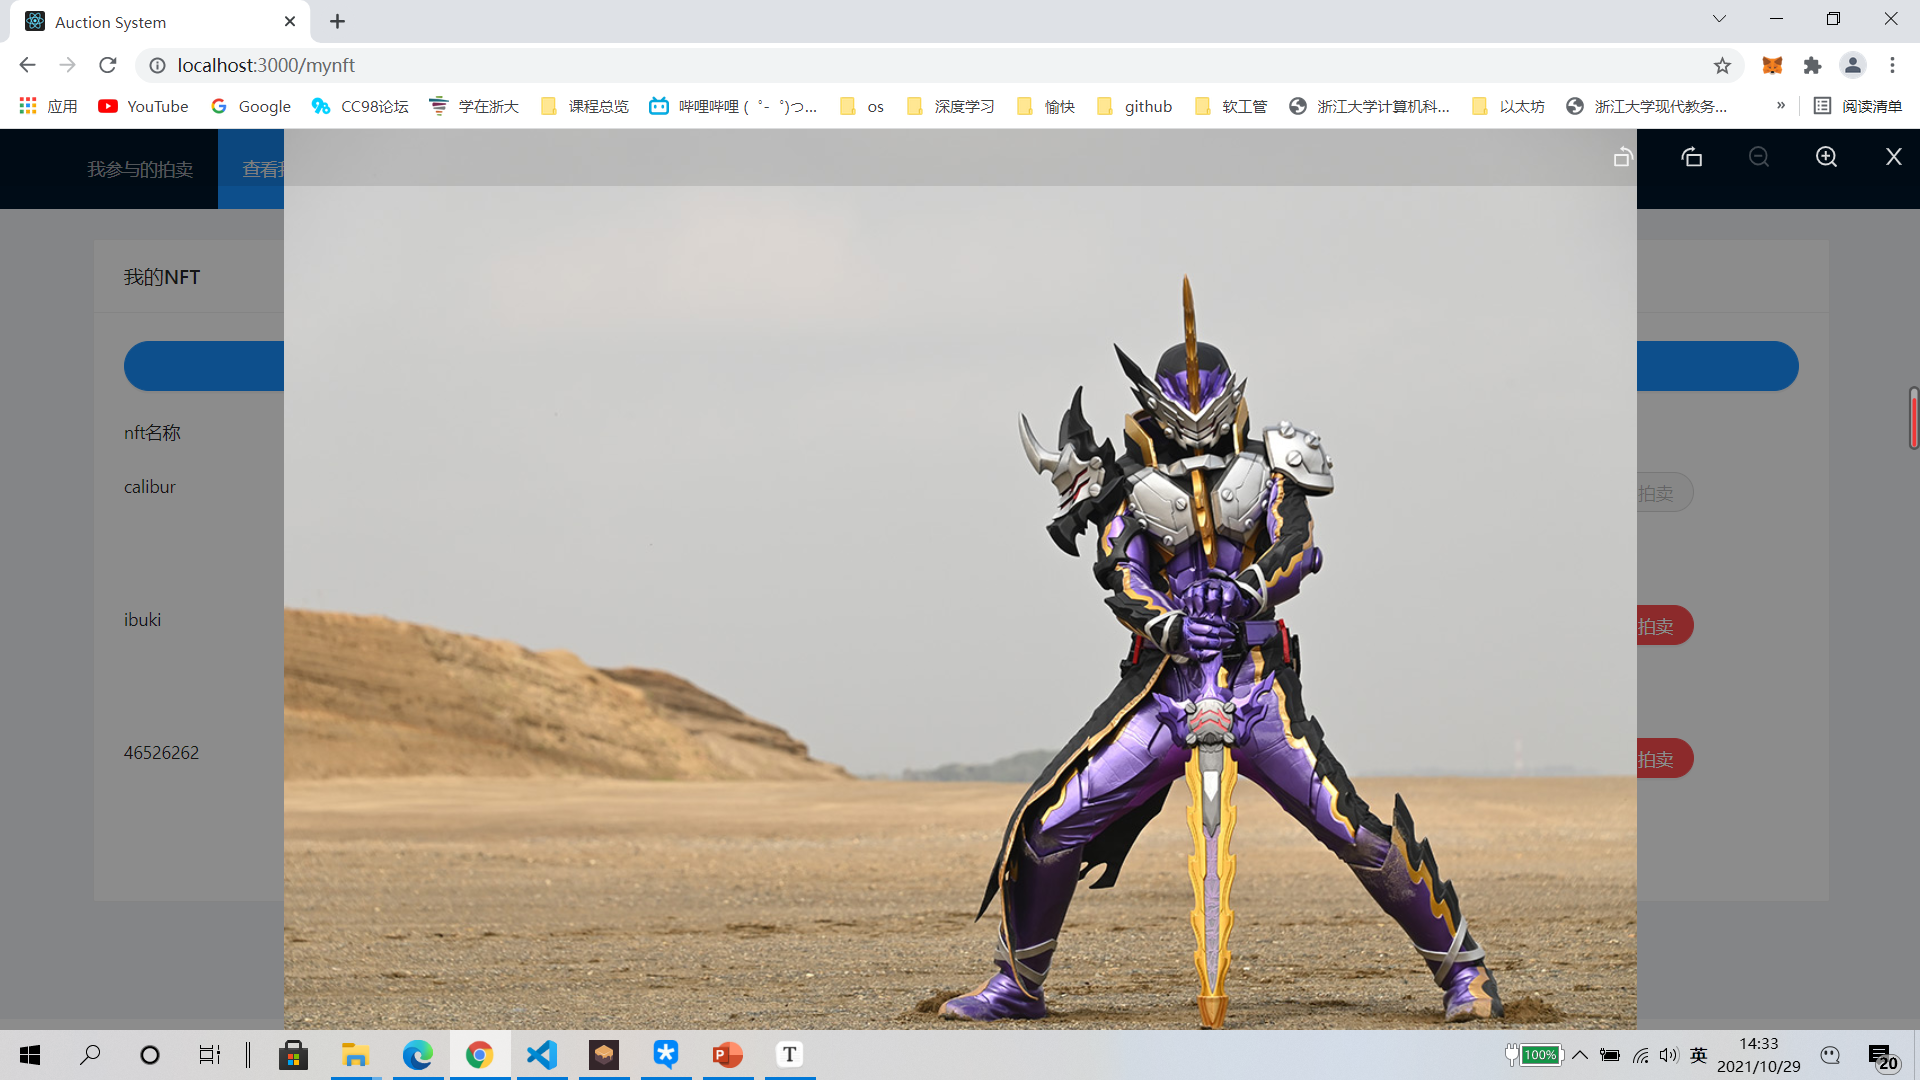 Auction System
localhost:3000/mynft
应用
YouTube
Google
CC98论坛
学在浙大
课程总览
哔哩哔哩 (゜-゜)つ...
os
深度学习
愉快
github
软工管
浙江大学计算机科...
以太坊
浙江大学现代教务...
»
阅读清单
我参与的拍卖
查看
我的NFT
nft名称
calibur
拍卖
ibuki
拍卖
46526262
拍卖
T
P
100%
英
14:33
2021/10/29
20